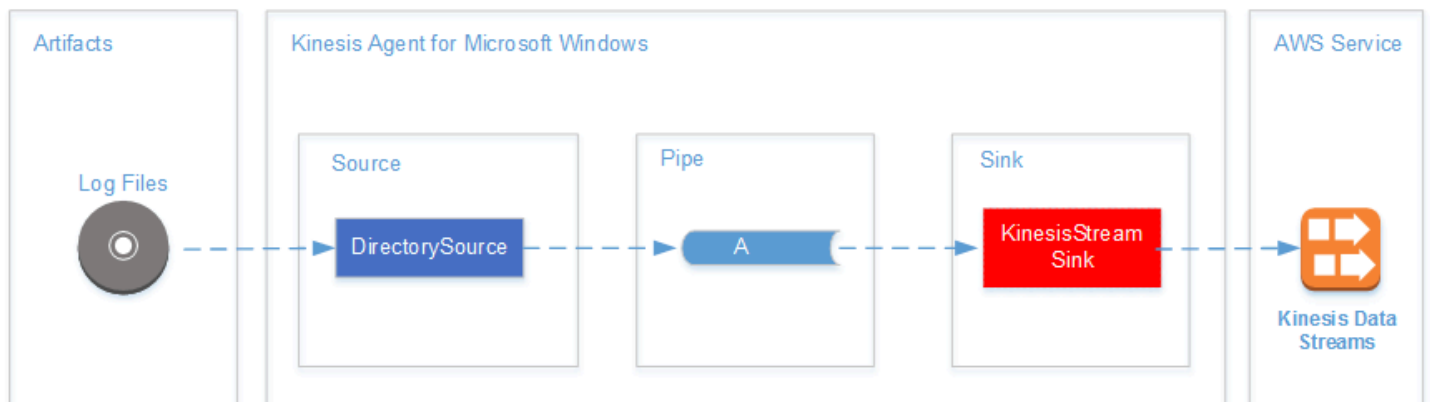 Artifacts
Kinesis Agent for Microsoft Windows
AWS Service
Source
Pipe
Sink
Log Files
DirectorySource
A
KinesisStream
Sink
Kinesis Data
Streams